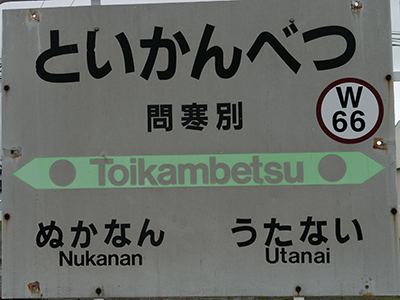 といかんべつ
問寒別
W
66
Toikambetsu
ぬかなん うたない
Nukanan Utanai